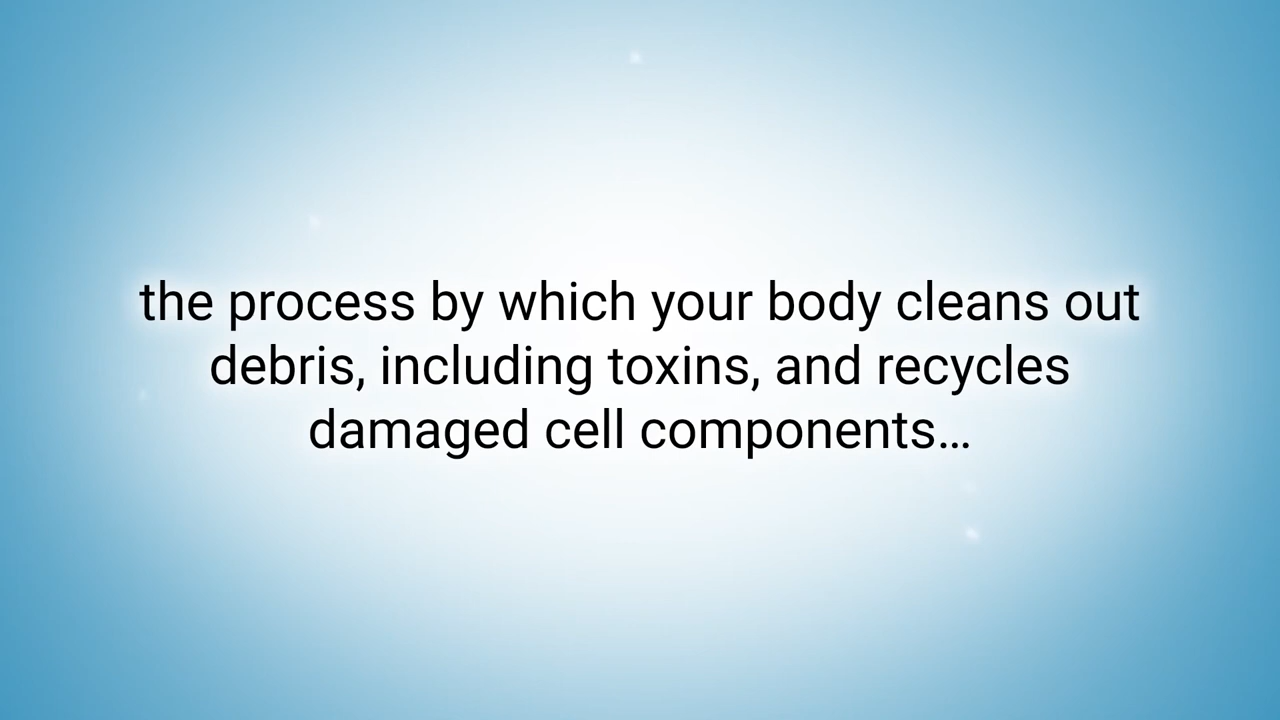 the process by which your body cleans out
debris, including toxins, and recycles
damaged cell components…